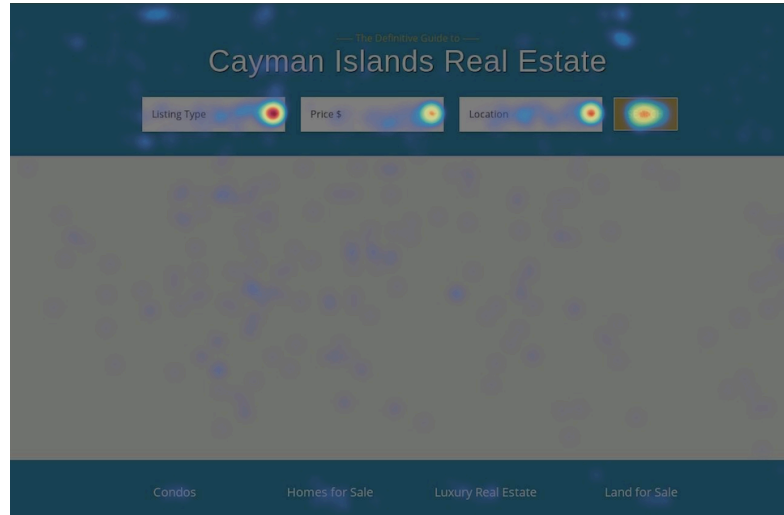 The Definitive Guide to
Cayman Islands Real Estate
Listing Type Price $ Location
Condos Homes for Sale Luxury Real Estate Land for Sale